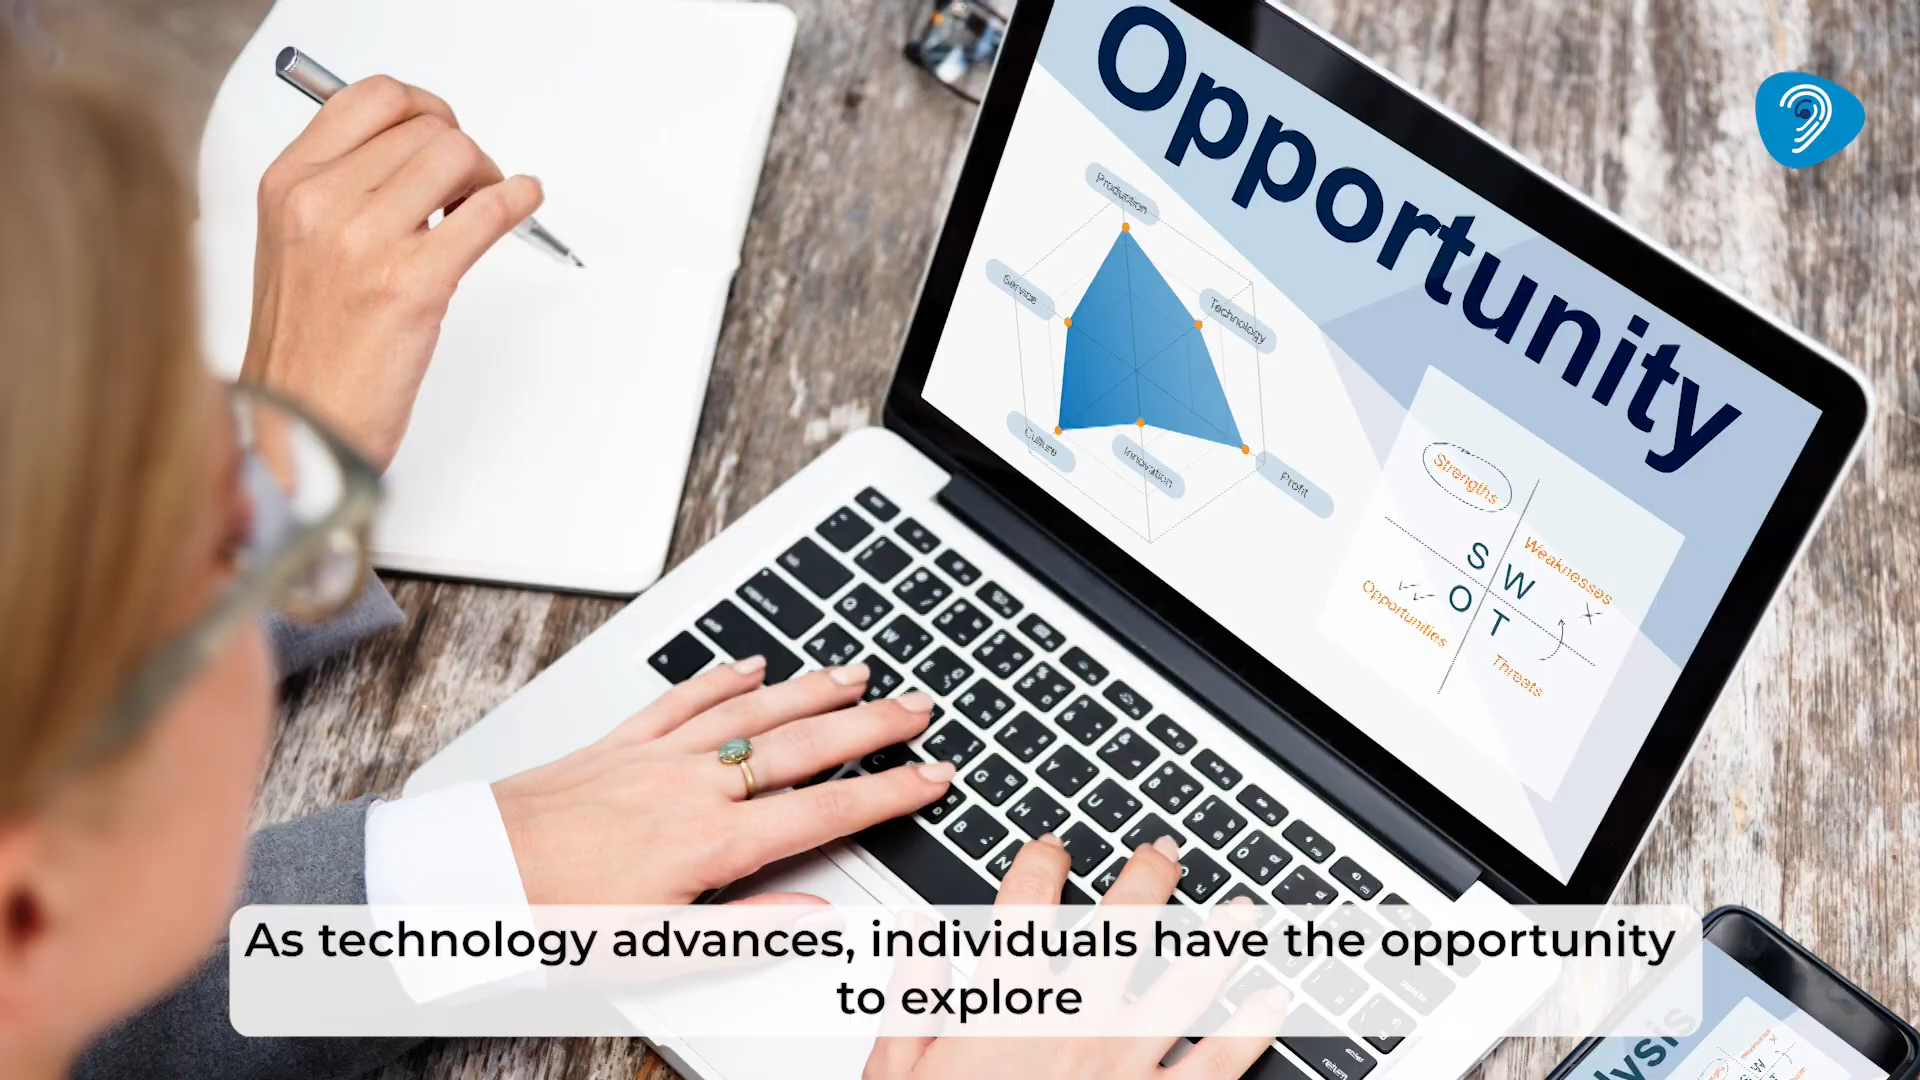 Opportunity
Production
Service
Technology
Culture
Innovation
Profit
Strengths
Weaknesses
S W
O T
Opportunities
Threats
As technology advances, individuals have the opportunity
to explore